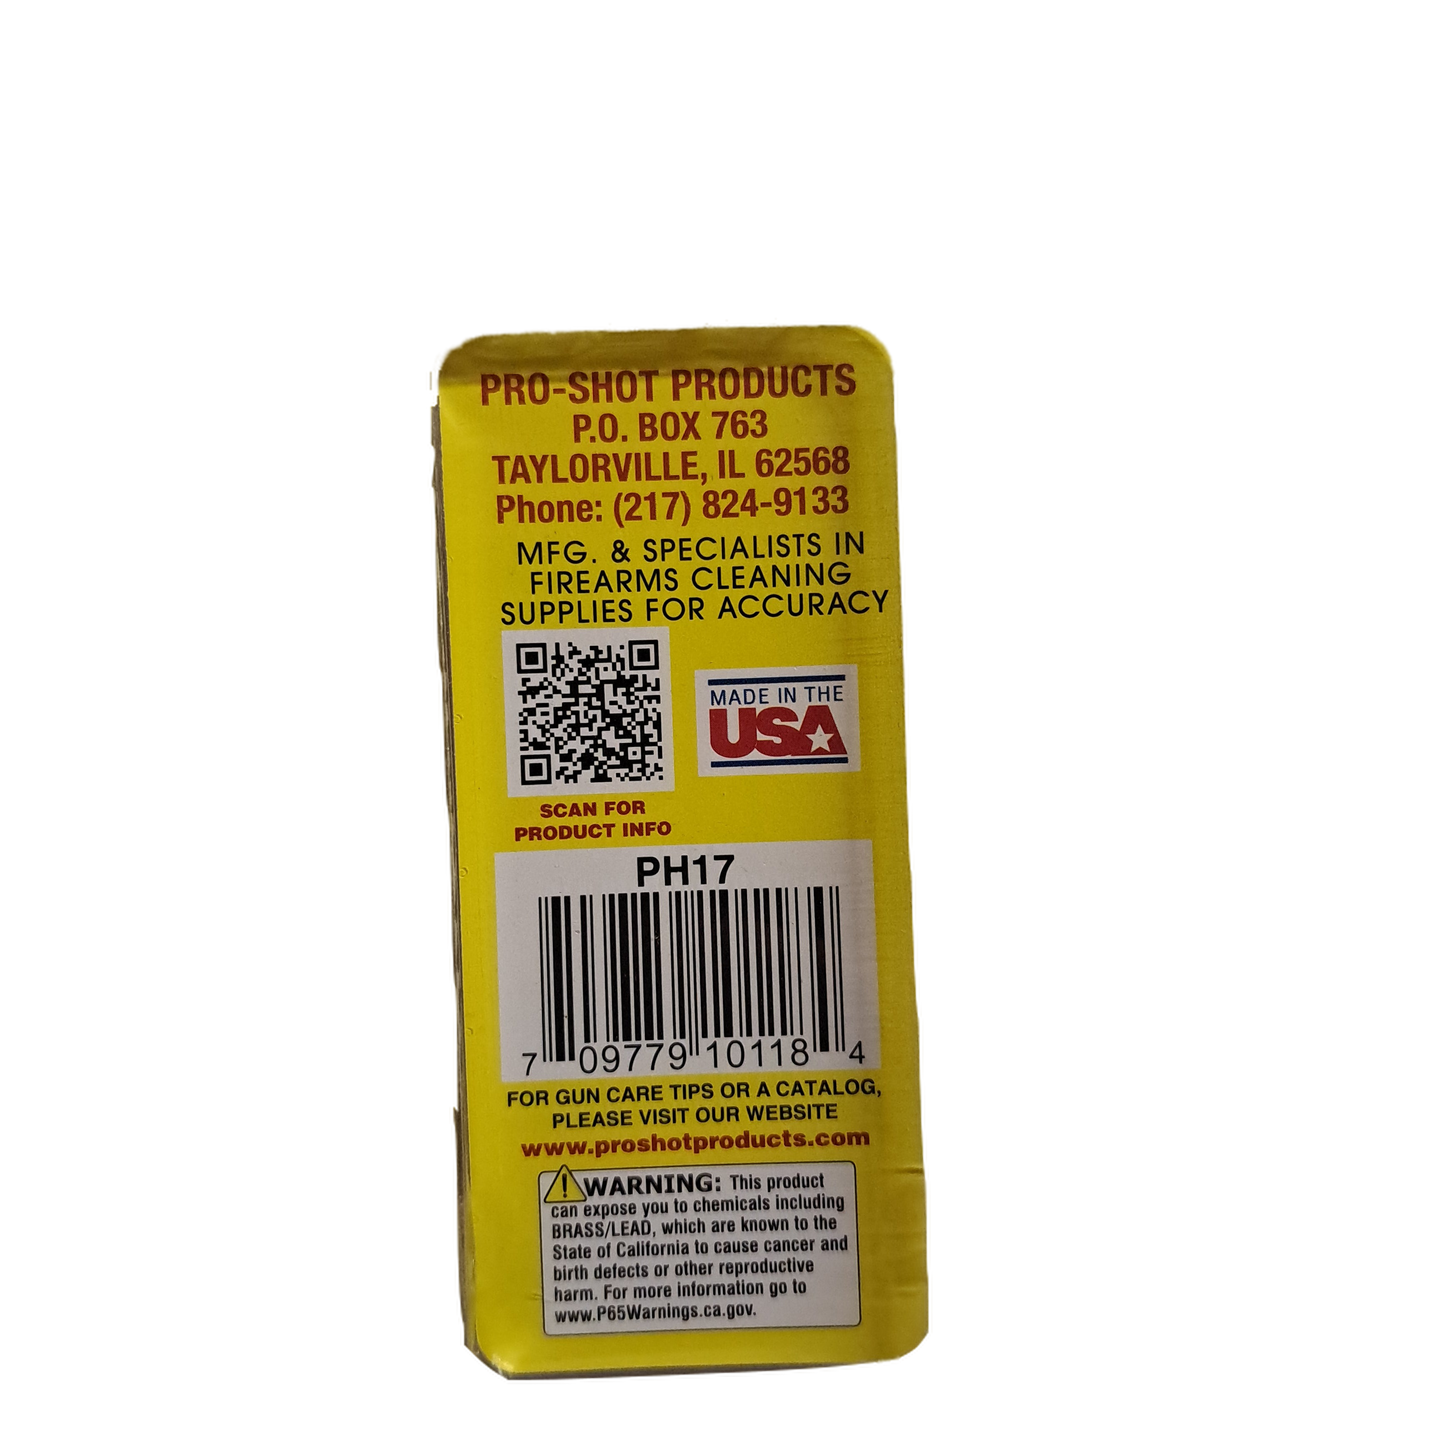 PRO-SHOT PRODUCTS
P.O. BOX 763
TAYLORVILLE, IL 62568
Phone: (217) 824-9133
MFG. & SPECIALISTS IN
FIREARMS CLEANING
SUPPLIES FOR ACCURACY
MADE IN THE
USA
SCAN FOR
PRODUCT INFO
PH17
7 09779 10118 4
FOR GUN CARE TIPS OR A CATALOG,
PLEASE VISIT OUR WEBSITE
www.proshotproducts.com
WARNING: This product
can expose you to chemicals including
BRASS/LEAD, which are known to the
State of California to cause cancer and
birth defects or other reproductive
harm. For more information go to
www.P65Warnings.ca.gov.